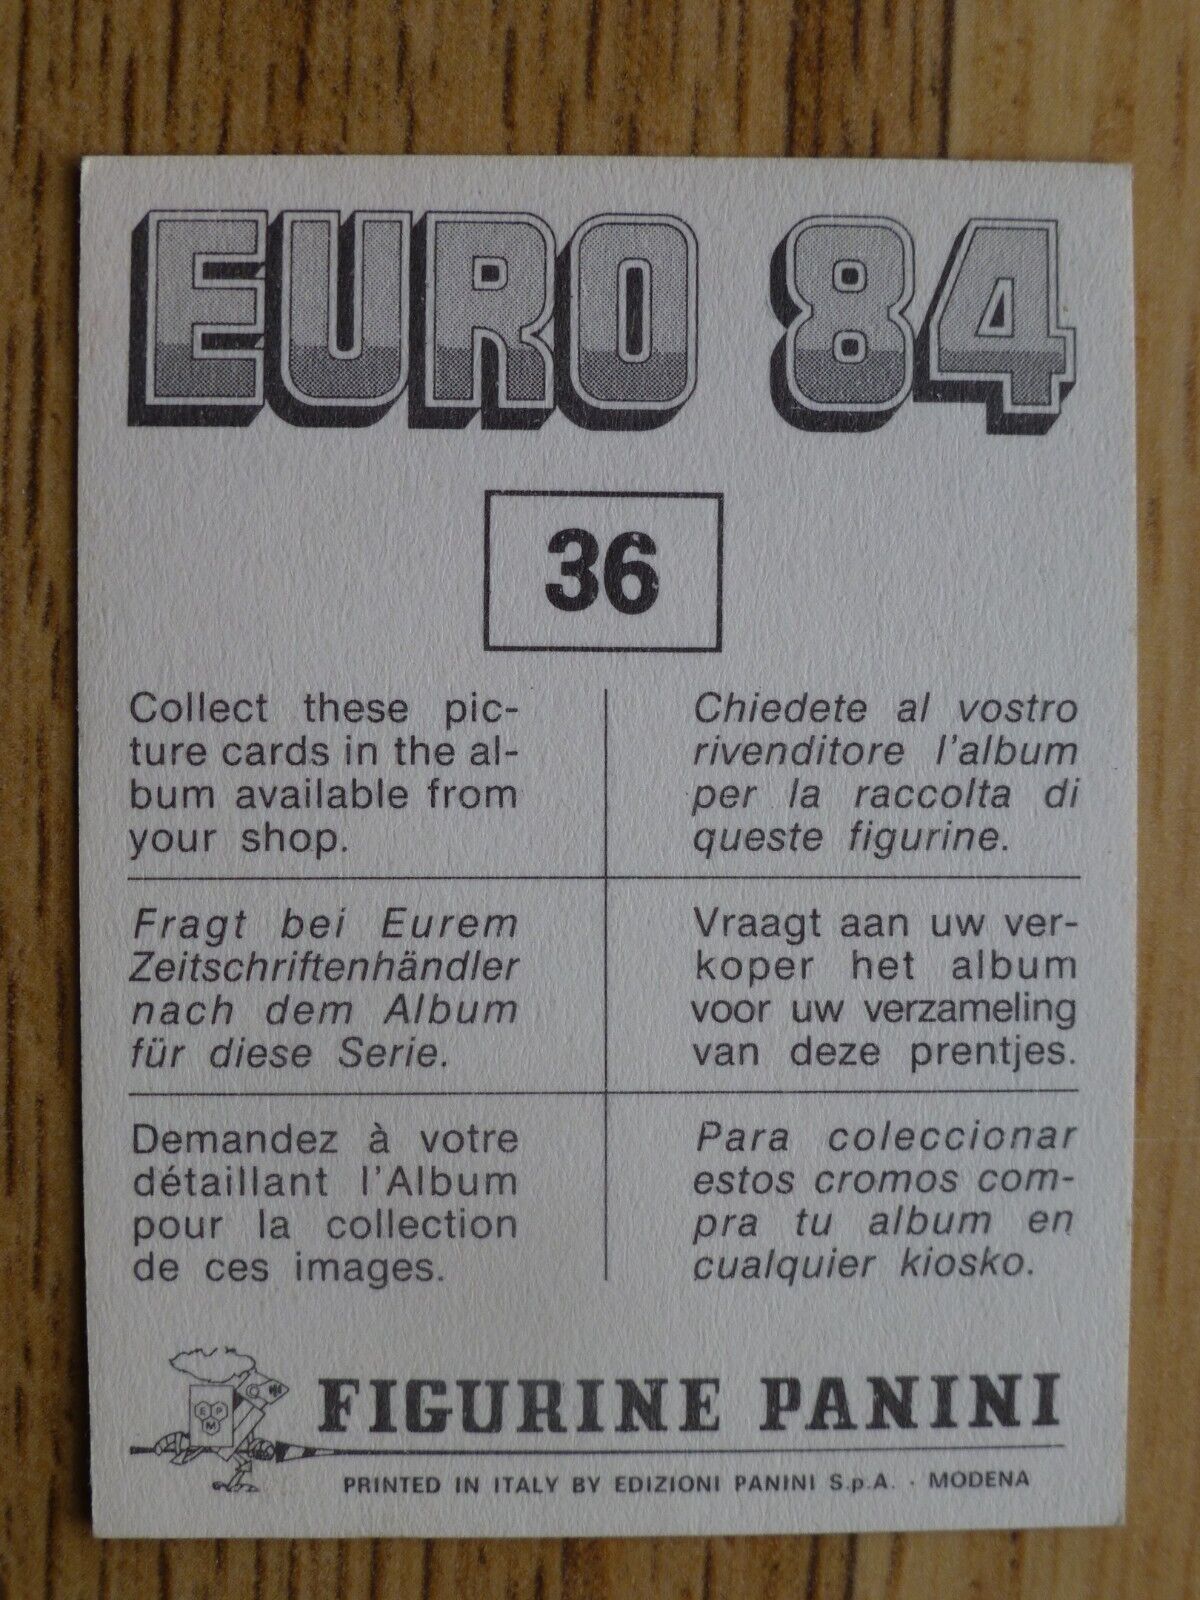 EURO 84
36
Collect these pic-
ture cards in the al-
bum available from
your shop.
Chiedete al vostro
rivenditore l'album
per la raccolta di
queste figurine.
Fragt bei Eurem
Zeitschriftenhändler
nach dem Album
für diese Serie.
Vraagt aan uw ver-
koper het album
voor uw verzameling
van deze prentjes.
Demandez à votre
détaillant l'Album
pour la collection
de ces images.
Para coleccionar
estos cromos com-
pra tu album en
cualquier kiosko.
E P
M
FIGURINE PANINI
PRINTED IN ITALY BY EDIZIONI PANINI S.p.A. · MODENA